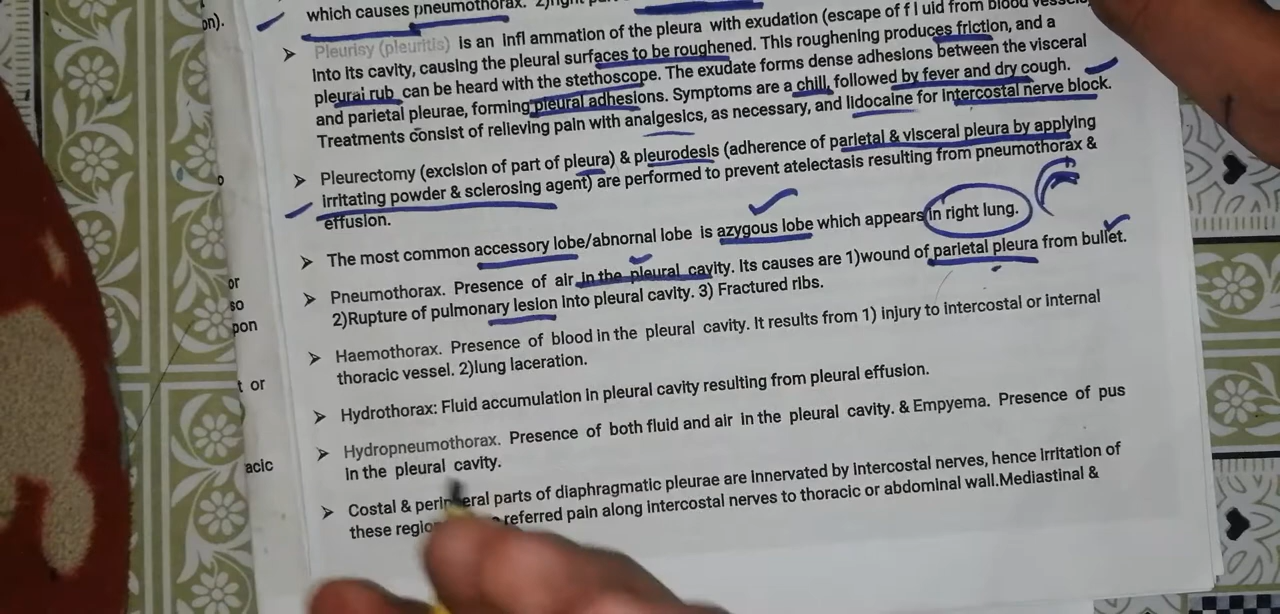 which causes pneumothorax. 2)right
on).
➤ Pleurisy (pleuritis) is an infl ammation of the pleura with exudation (escape of f l uid from blood
into its cavity, causing the pleural surfaces to be roughened. This roughening produces friction, and a
pleurai rub can be heard with the stethoscope. The exudate forms dense adhesions between the visceral
and parietal pleurae, forming pleural adhesions. Symptoms are a chill, followed by fever and dry cough.
Treatments consist of relieving pain with analgesics, as necessary, and lidocaine for intercostal nerve block.
➤ Pleurectomy (excision of part of pleura) & pleurodesis (adherence of parietal & visceral pleura by applying
irritating powder & sclerosing agent) are performed to prevent atelectasis resulting from pneumothorax &
effusion.
➤ The most common accessory lobe/abnornal lobe is azygous lobe which appears in right lung.
➤ Pneumothorax. Presence of air in the pleural cavity. Its causes are 1)wound of parietal pleura from bullet.
2)Rupture of pulmonary lesion into pleural cavity. 3) Fractured ribs.
➤ Haemothorax. Presence of blood in the pleural cavity. It results from 1) injury to intercostal or internal
thoracic vessel. 2)lung laceration.
➤ Hydrothorax: Fluid accumulation in pleural cavity resulting from pleural effusion.
➤ Hydropneumothorax. Presence of both fluid and air in the pleural cavity. & Empyema. Presence of pus
in the pleural cavity.
➤ Costal & parts of diaphragmatic pleurae are innervated by intercostal nerves, hence irritation of
these referred pain along intercostal nerves to thoracic or abdominal wall.Mediastinal &
or
so
pon
t or
acic